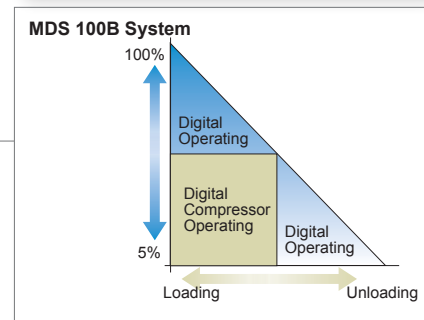 MDS 100B System
100%
Digital
Operating
Digital
Compressor
Operating
Digital
Operating
5%
Loading
Unloading